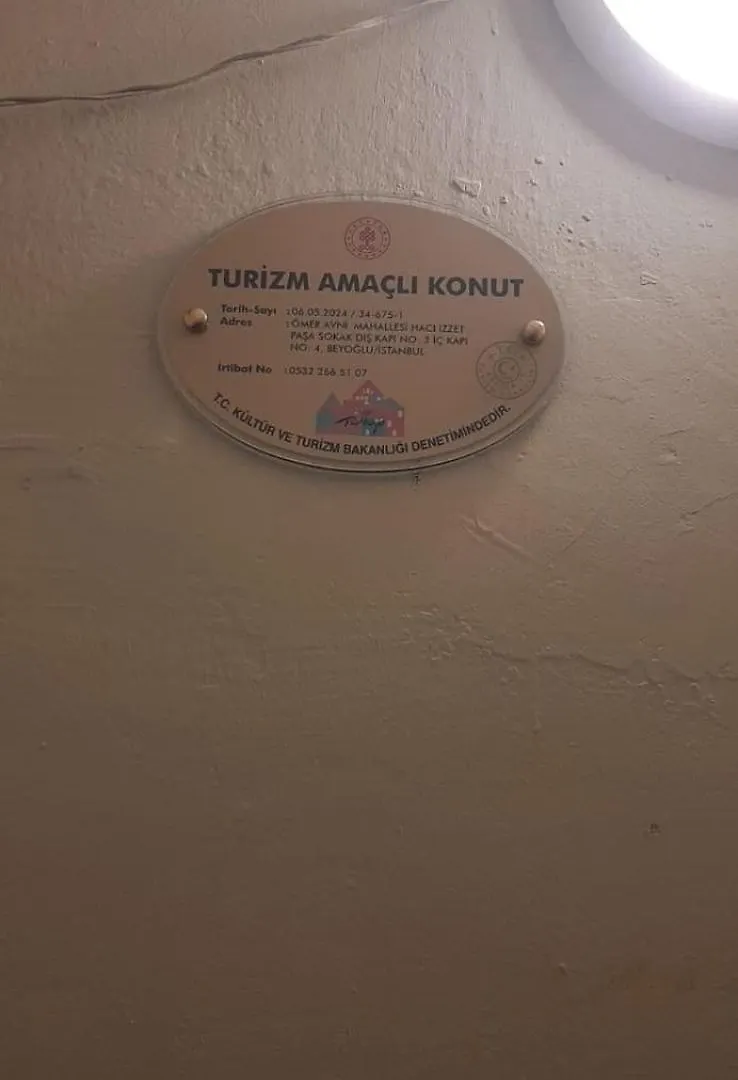 TURİZM AMAÇLI KONUT
Tarih-Sayı : 06.05.2024 / 34-675-1
Adres : ÖMER AVNİ MAHALLESİ HACI İZZET
PAŞA SOKAK DIŞ KAPI NO: 3 İÇ KAPI
NO: 4, BEYOĞLU/İSTANBUL
İrtibat No : 0532 266 51 07
Türkiye
T.C. KÜLTÜR VE TURİZM BAKANLIĞI DENETİMİNDEDİR.